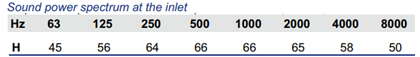 Sound power spectrum at the inlet
Hz 63 125 250 500 1000 2000 4000 8000
H 45 56 64 66 66 65 58 50